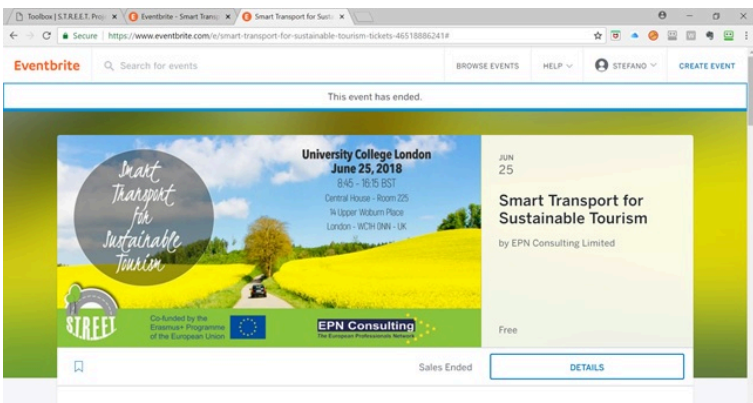 Toolbox | S.T.R.E.E.T. Proj
Eventbrite - Smart Trans
Smart Transport for Sust
Secure | https://www.eventbrite.com/e/smart-transport-for-sustainable-tourism-tickets-46518886241#
Eventbrite
Search for events
BROWSE EVENTS
HELP
STEFANO
CREATE EVENT
This event has ended.
Smart
Transport
for
Sustainable
Tourism
University College London
June 25, 2018
8:45 - 16:15 BST
Central House - Room 225
14 Upper Woburn Place
London - WC1H 0NN - UK
S.T.R.E.E.T.
Co-funded by the
Erasmus+ Programme
of the European Union
EPN Consulting
The European Professionals Network
JUN
25
Smart Transport for
Sustainable Tourism
by EPN Consulting Limited
Free
Sales Ended
DETAILS